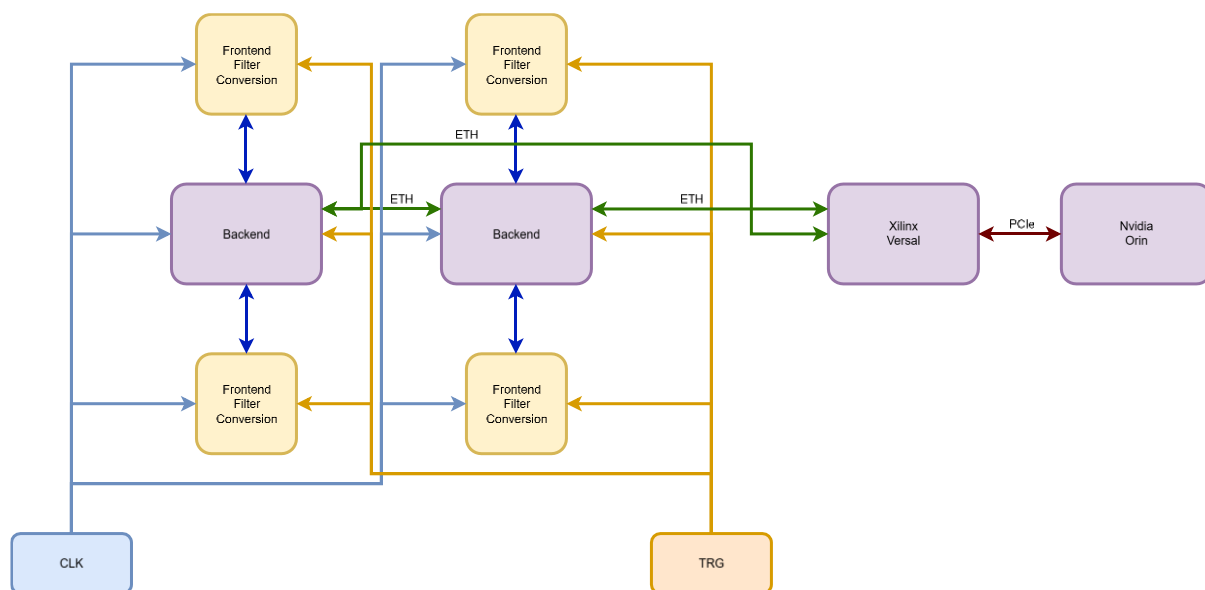 Frontend
Filter
Conversion
Frontend
Filter
Conversion
ETH
Backend
ETH
Backend
ETH
Xilinx
Versal
PCIe
Nvidia
Orin
Frontend
Filter
Conversion
Frontend
Filter
Conversion
CLK
TRG